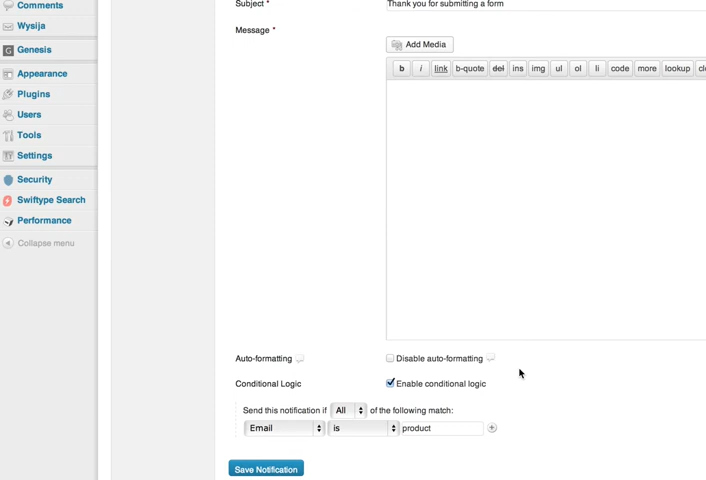 Comments
Wysija
Genesis
Appearance
Plugins
Users
Tools
Settings
Security
Swiftype Search
Performance
Collapse menu
Subject * Thank you for submitting a form
Message *
Add Media
b i link b-quote del ins img ul ol li code more lookup
Auto-formatting Disable auto-formatting
Conditional Logic Enable conditional logic
Send this notification if All of the following match:
Email is product
Save Notification